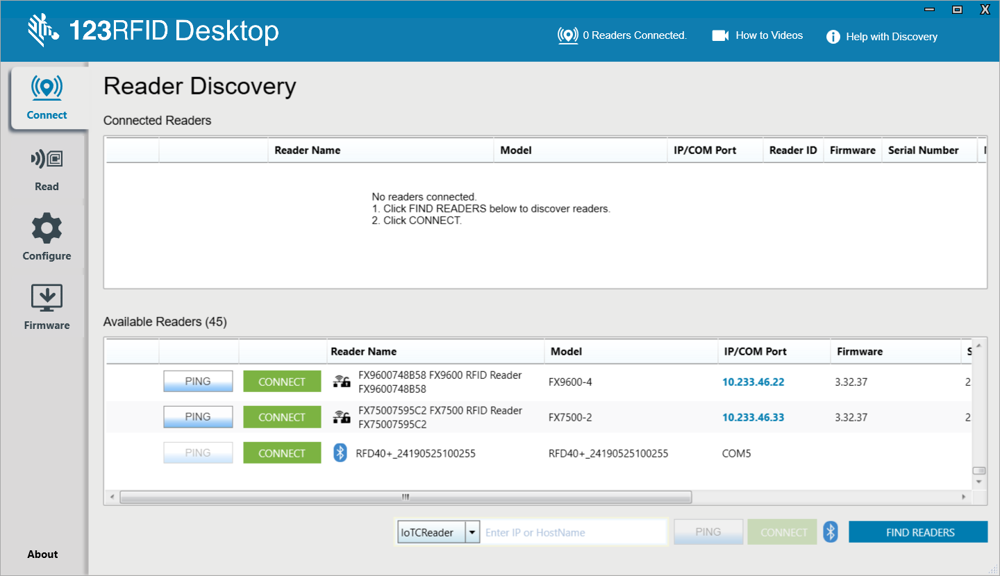 123RFID Desktop
0 Readers Connected.
How to Videos
Help with Discovery
Connect
Read
Configure
Firmware
About
Reader Discovery
Connected Readers
Reader Name Model IP/COM Port Reader ID Firmware Serial Number
No readers connected.
1. Click FIND READERS below to discover readers.
2. Click CONNECT.
Available Readers (45)
Reader Name Model IP/COM Port Firmware S
PING CONNECT FX9600748B58 FX9600 RFID Reader
FX9600748B58 FX9600-4 10.233.46.22 3.32.37 2
PING CONNECT FX75007595C2 FX7500 RFID Reader
FX75007595C2 FX7500-2 10.233.46.33 3.32.37 2
PING CONNECT RFD40+_24190525100255 RFD40+_24190525100255 COM5
IoTCReader Enter IP or HostName PING CONNECT FIND READERS